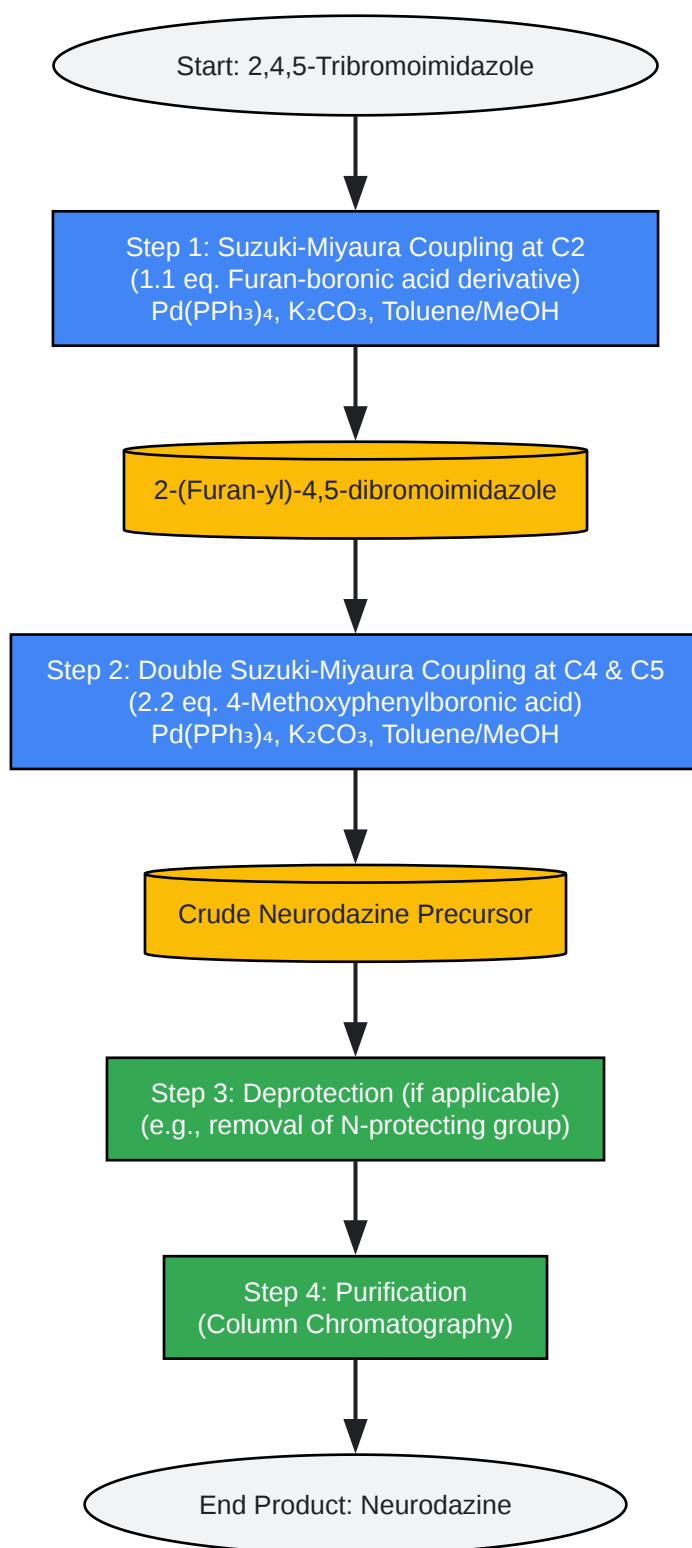 Start: 2,4,5-Tribromoimidazole
Step 1: Suzuki-Miyaura Coupling at C2
(1.1 eq. Furan-boronic acid derivative)
Pd(PPh₃)₄, K₂CO₃, Toluene/MeOH
2-(Furan-yl)-4,5-dibromoimidazole
Step 2: Double Suzuki-Miyaura Coupling at C4 & C5
(2.2 eq. 4-Methoxyphenylboronic acid)
Pd(PPh₃)₄, K₂CO₃, Toluene/MeOH
Crude Neurodazine Precursor
Step 3: Deprotection (if applicable)
(e.g., removal of N-protecting group)
Step 4: Purification
(Column Chromatography)
End Product: Neurodazine